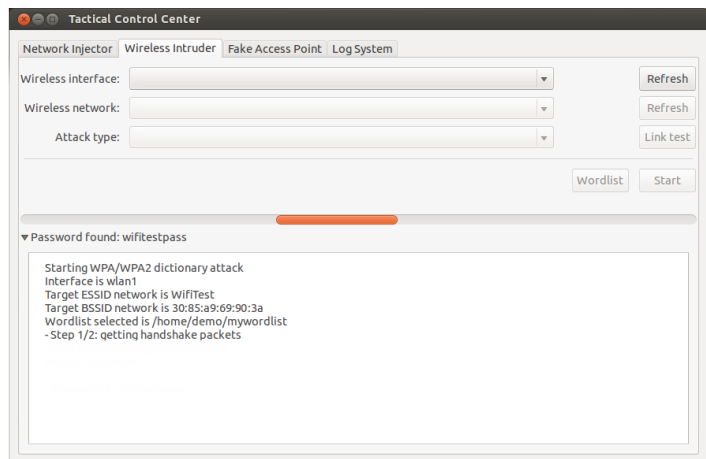 Tactical Control Center
Network Injector Wireless Intruder Fake Access Point Log System
Wireless interface: Refresh
Wireless network: Refresh
Attack type: Link test
Wordlist Start
Password found: wifitestpass
Starting WPA/WPA2 dictionary attack
Interface is wlan1
Target ESSID network is WifiTest
Target BSSID network is 30:85:a9:69:90:3a
Wordlist selected is /home/demo/mywordlist
- Step 1/2: getting handshake packets